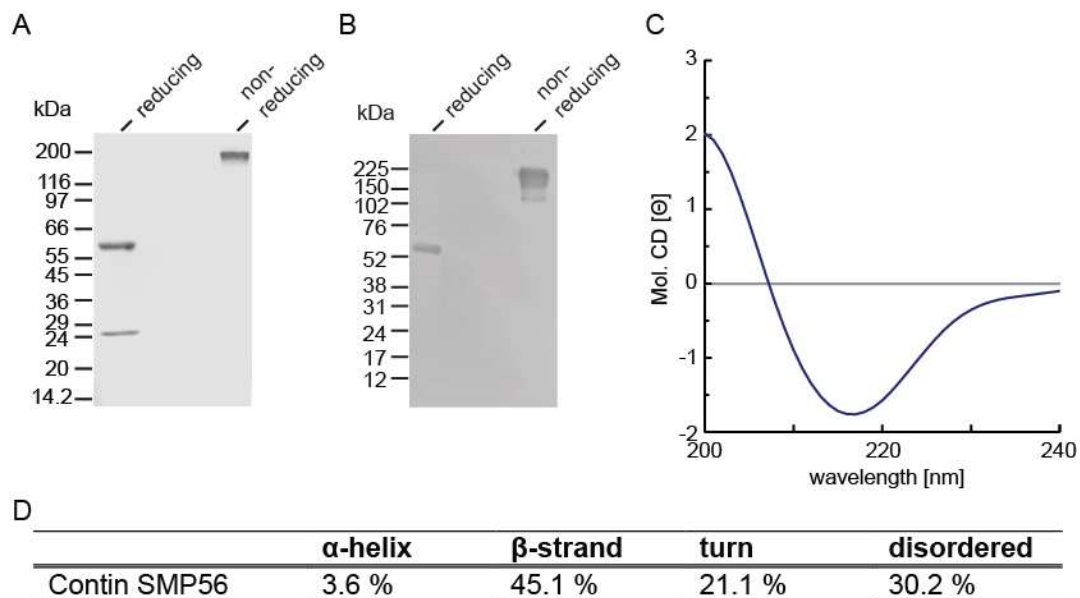 A
kDa
reducing
non-
reducing
200
116
97
66
55
45
36
29
24
20
14.2
B
kDa
reducing
non-
reducing
225
150
102
76
52
38
31
24
17
12
C
Mol. CD [Θ]
3
2
1
0
-1
-2
200
220
240
wavelength [nm]
D
α-helix β-strand turn disordered
Contin SMP56 3.6 % 45.1 % 21.1 % 30.2 %